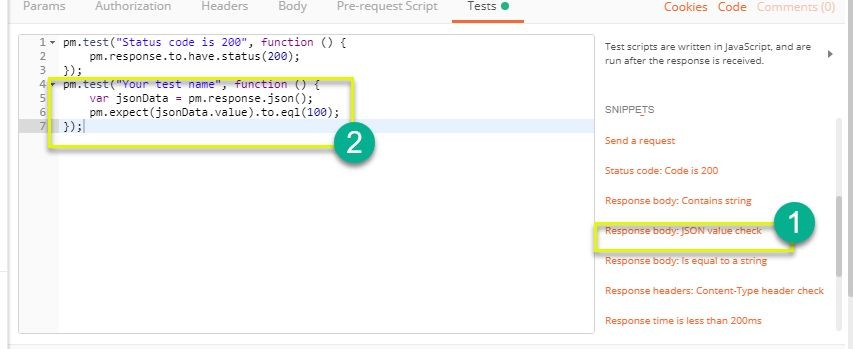 Params Authorization Headers Body Pre-request Script Tests Cookies Code Comments (0)
1 pm.test("Status code is 200", function () {
2 pm.response.to.have.status(200);
3 });
4 pm.test("Your test name", function () {
5 var jsonData = pm.response.json();
6 pm.expect(jsonData.value).to.eql(100);
7 });
2
Test scripts are written in JavaScript, and are
run after the response is received.
SNIPPETS
Send a request
Status code: Code is 200
Response body: Contains string
1
Response body: JSON value check
Response body: Is equal to a string
Response headers: Content-Type header check
Response time is less than 200ms